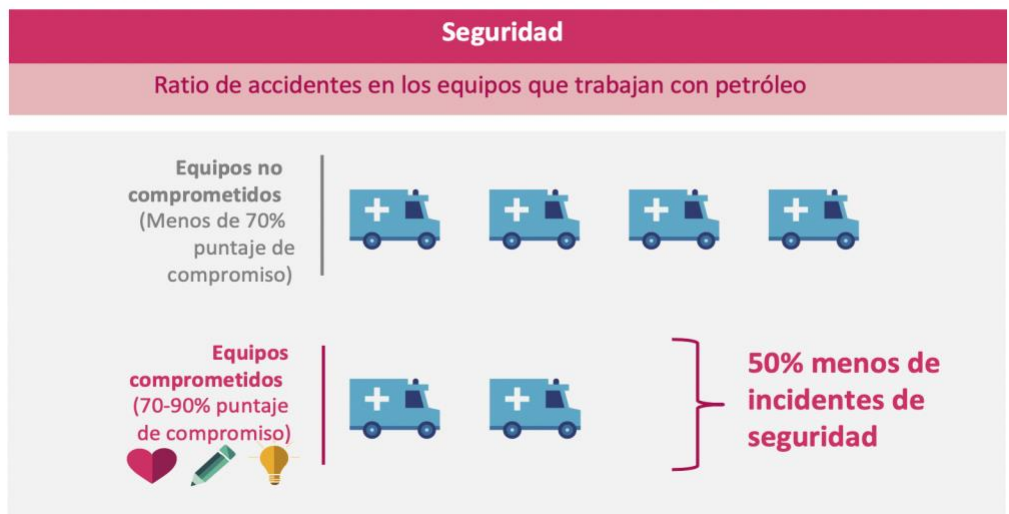 Seguridad
Ratio de accidentes en los equipos que trabajan con petróleo
Equipos no
comprometidos
(Menos de 70%
puntaje de
compromiso)
Equipos
comprometidos
(70-90% puntaje
de compromiso)
50% menos de
incidentes de
seguridad